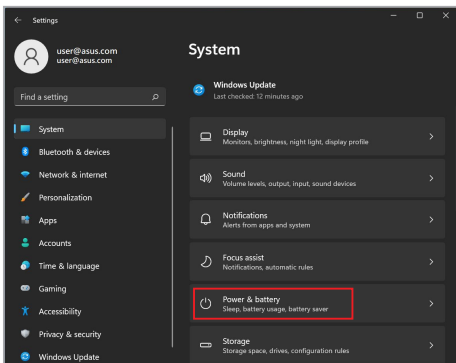 Settings
user@asus.com
user@asus.com
Find a setting
System
Bluetooth & devices
Network & internet
Personalization
Apps
Accounts
Time & language
Gaming
Accessibility
Privacy & security
Windows Update
System
Windows Update
Last checked: 12 minutes ago
Display
Monitors, brightness, night light, display profile
Sound
Volume levels, output, input, sound devices
Notifications
Alerts from apps and system
Focus assist
Notifications, automatic rules
Power & battery
Sleep, battery usage, battery saver
Storage
Storage space, drives, configuration rules